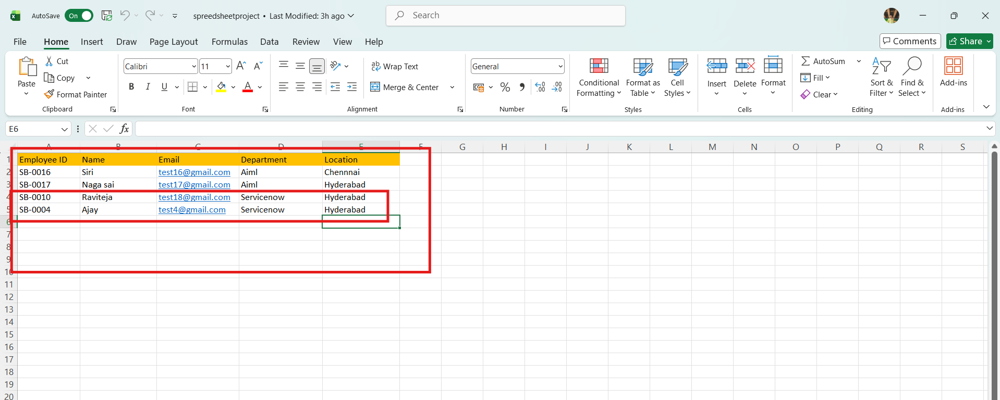 AutoSave On spreedsheetproject • Last Modified: 3h ago Search
File Home Insert Draw Page Layout Formulas Data Review View Help Comments Share
Paste Cut Copy Format Painter
Clipboard
Calibri 11
B I U A
Font
Wrap Text
Merge & Center
Alignment
General
% .00
Number
Conditional Formatting Format as Table Cell Styles
Styles
Insert Delete Format
Cells
AutoSum Fill Clear
Sort & Filter Find & Select
Editing
Add-ins
Add-ins
E6 fx
A B C D E F G H I J K L M N O P Q R S
1 Employee ID Name Email Department Location
2 SB-0016 Siri test16@gmail.com Aiml Chennnai
3 SB-0017 Naga sai test17@gmail.com Aiml Hyderabad
4 SB-0010 Raviteja test18@gmail.com Servicenow Hyderabad
5 SB-0004 Ajay test4@gmail.com Servicenow Hyderabad
6
7
8
9
10
11
12
13
14
15
16
17
18
19
20